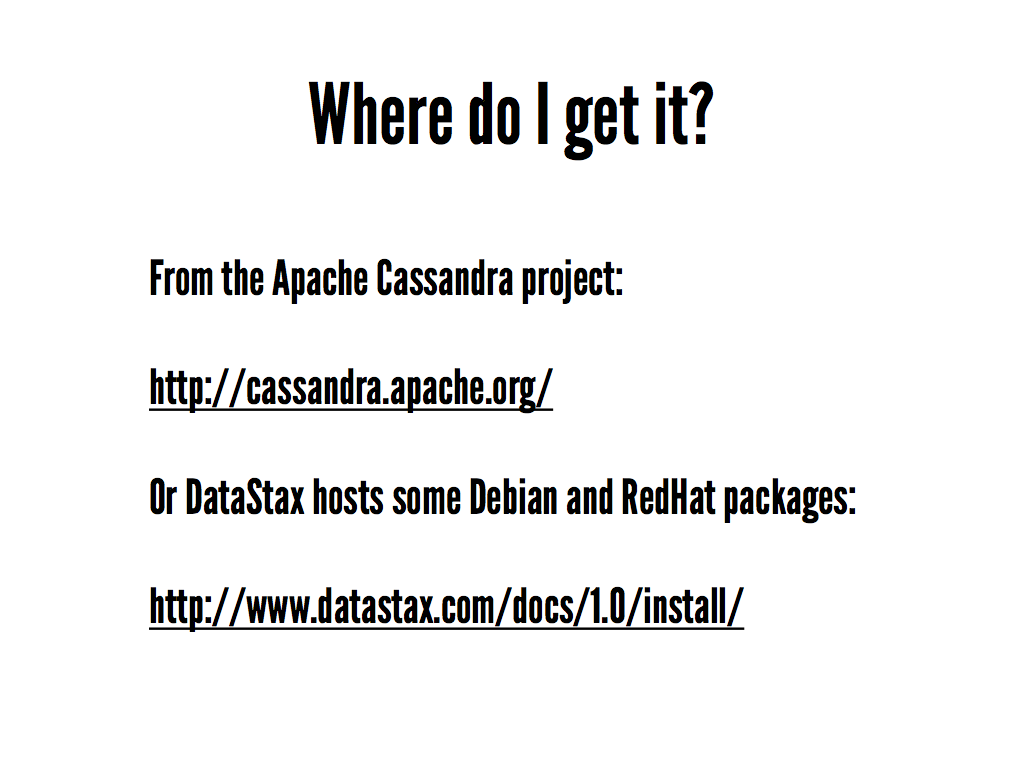 Where do I get it?
From the Apache Cassandra project:
http://cassandra.apache.org/
Or DataStax hosts some Debian and RedHat packages:
http://www.datastax.com/docs/1.0/install/